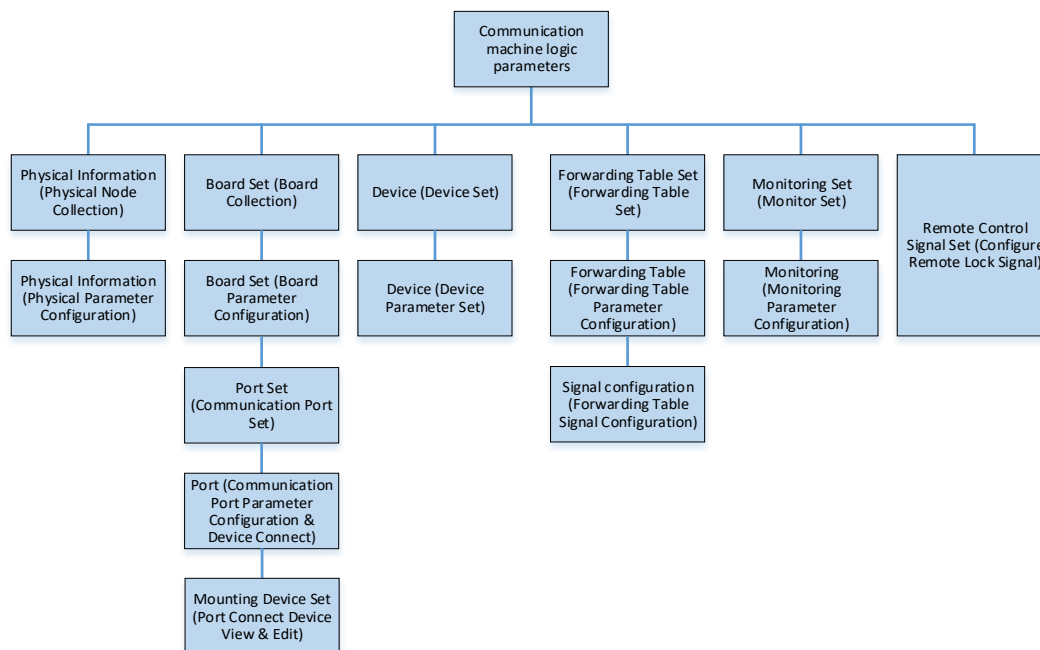 Communication
machine logic
parameters
Physical Information
(Physical Node
Collection)
Board Set (Board
Collection)
Device (Device Set)
Forwarding Table Set
(Forwarding Table
Set)
Monitoring Set
(Monitor Set)
Remote Control
Signal Set (Configure
Remote Lock Signal)
Physical Information
(Physical Parameter
Configuration)
Board Set (Board
Parameter
Configuration)
Device (Device
Parameter Set)
Forwarding Table
(Forwarding Table
Parameter
Configuration)
Monitoring
(Monitoring
Parameter
Configuration)
Port Set
(Communication Port
Set)
Signal configuration
(Forwarding Table
Signal Configuration)
Port (Communication
Port Parameter
Configuration &
Device Connect)
Mounting Device Set
(Port Connect Device
View & Edit)